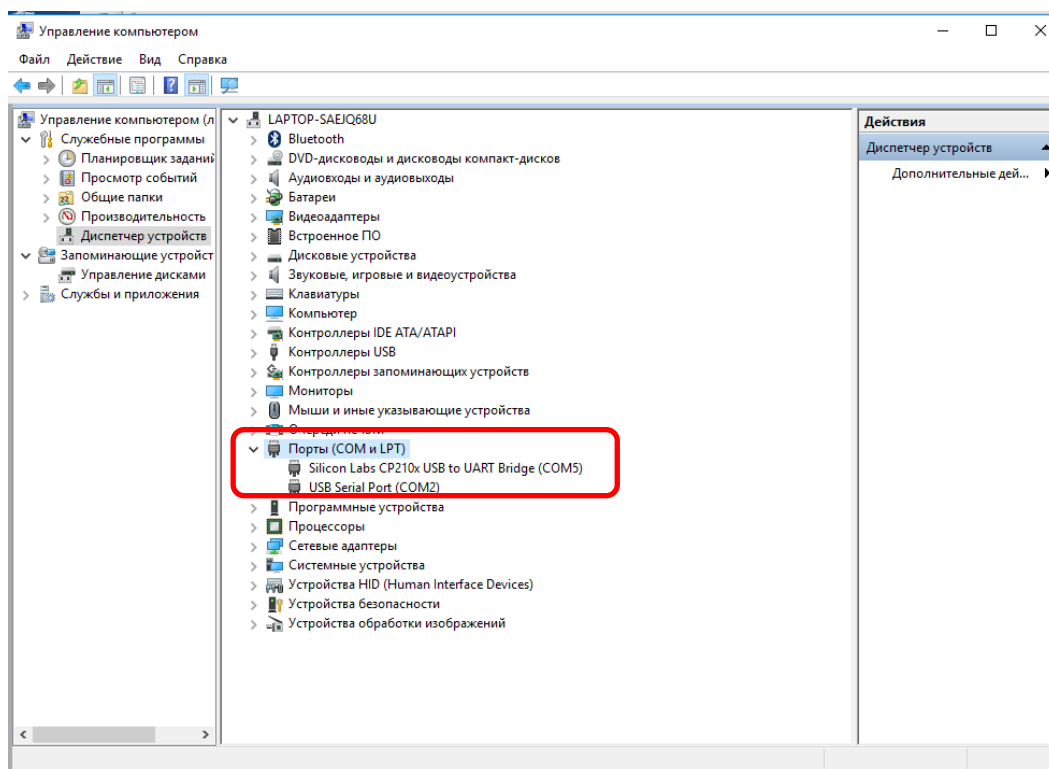 Управление компьютером
Файл Действие Вид Справка
Управление компьютером (л
Служебные программы
Планировщик заданий
Просмотр событий
Общие папки
Производительность
Диспетчер устройств
Запоминающие устройст
Управление дисками
Службы и приложения
LAPTOP-SAEJQ68U
Bluetooth
DVD-дисководы и дисководы компакт-дисков
Аудиовходы и аудиовыходы
Батареи
Видеоадаптеры
Встроенное ПО
Дисковые устройства
Звуковые, игровые и видеоустройства
Клавиатуры
Компьютер
Контроллеры IDE ATA/ATAPI
Контроллеры USB
Контроллеры запоминающих устройств
Мониторы
Мыши и иные указывающие устройства
Очереди печати
Порты (COM и LPT)
Silicon Labs CP210x USB to UART Bridge (COM5)
USB Serial Port (COM2)
Программные устройства
Процессоры
Сетевые адаптеры
Системные устройства
Устройства HID (Human Interface Devices)
Устройства безопасности
Устройства обработки изображений
Действия
Диспетчер устройств
Дополнительные дей...